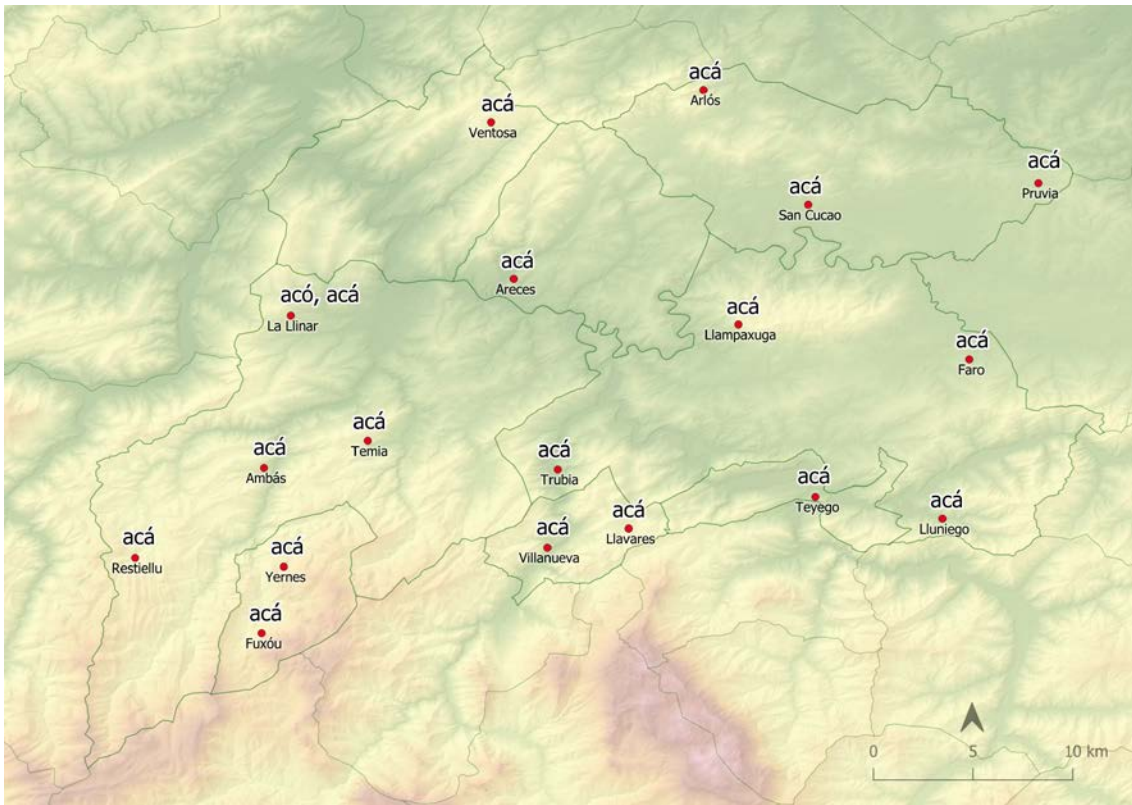 acá
Arlós
acá
Ventosa
acá
Pruvia
acá
San Cucao
acá
Areces
acó, acá
La Llinar
acá
Llampaxuga
acá
Faro
acá
Temia
acá
Ambás
acá
Trubia
acá
Teyego
acá
Lluniego
acá
Llavares
acá
Villanueva
acá
Restiellu
acá
Yernes
acá
Fuxóu
0 5 10 km